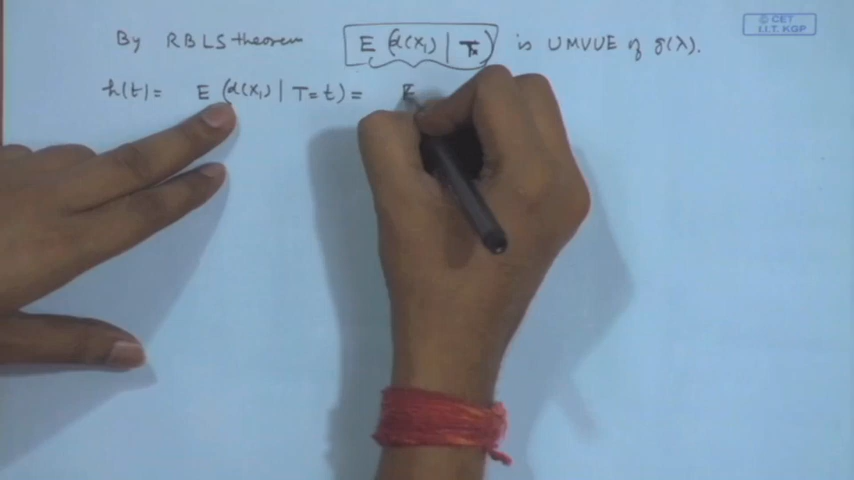 By RBLS theorem E (d(X₁) | T) is UMVUE of g(λ).
h(t) = E (d(X₁) | T = t) = E
© CET
I.I.T. KGP